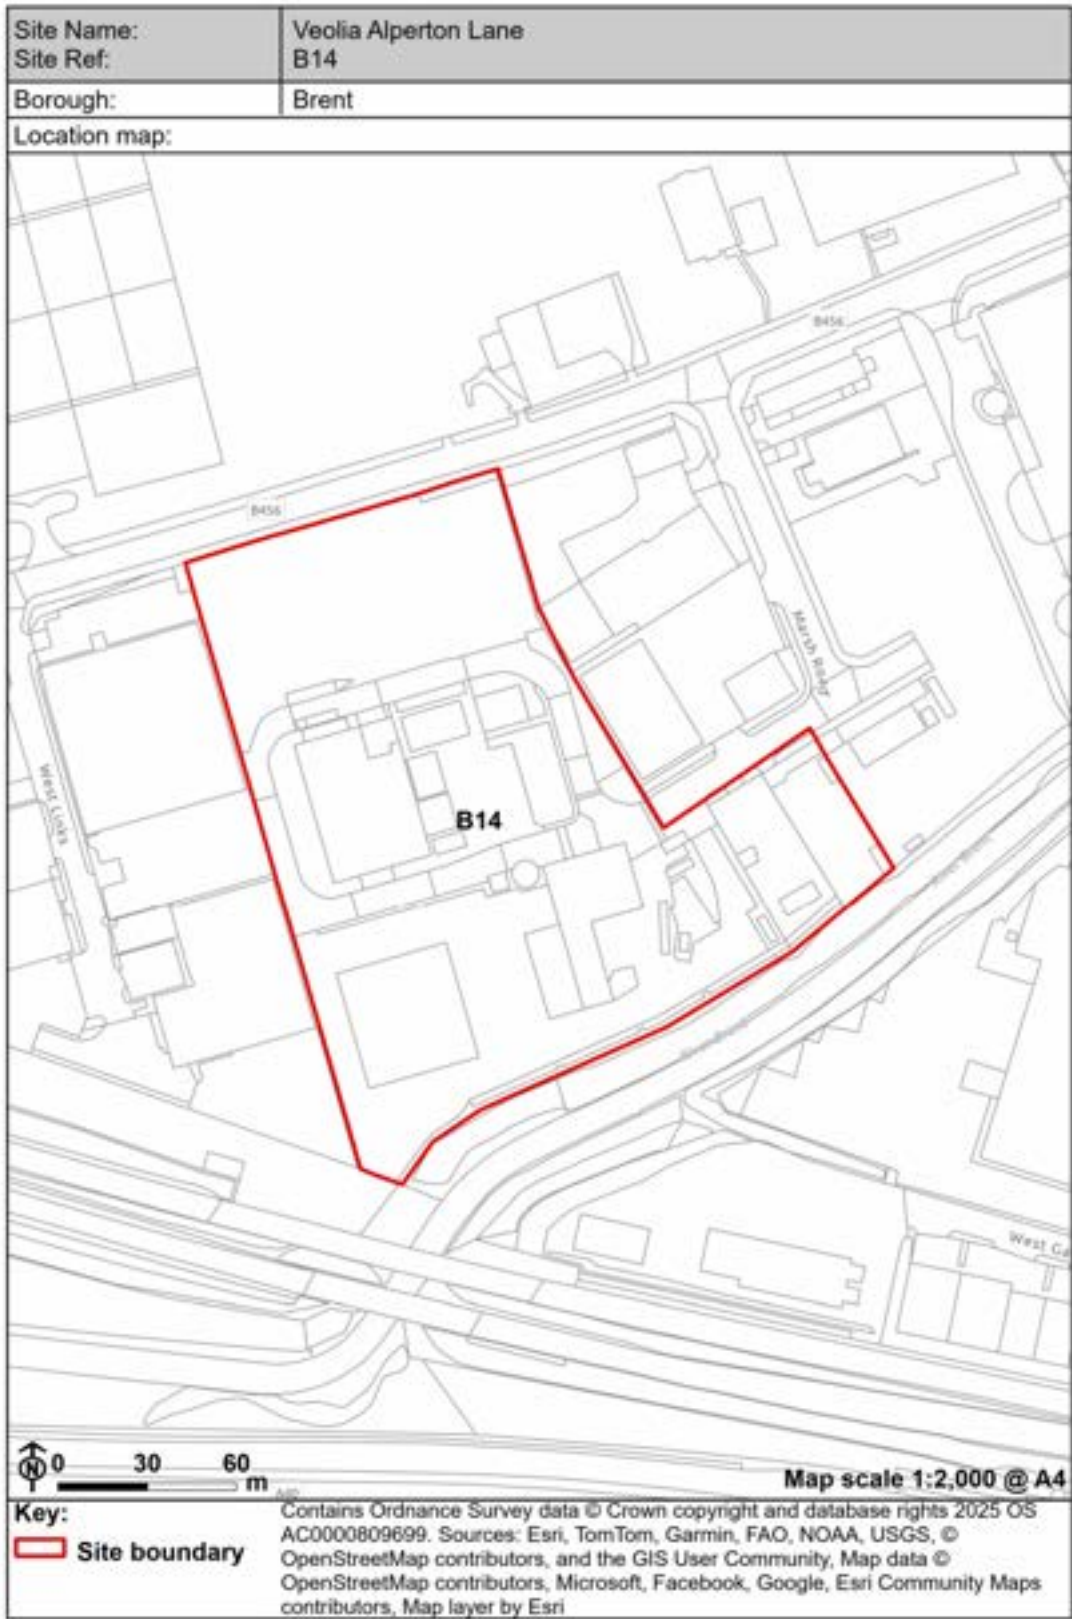 Site Name: Veolia Alperton Lane
Site Ref: B14
Borough: Brent
Location map:
B456
B456
Marsh Road
West Links
B14
West Ga
N 0 30 60 m
Map scale 1:2,000 @ A4
Key:
Site boundary
Contains Ordnance Survey data © Crown copyright and database rights 2025 OS
AC0000809699. Sources: Esri, TomTom, Garmin, FAO, NOAA, USGS, ©
OpenStreetMap contributors, and the GIS User Community, Map data ©
OpenStreetMap contributors, Microsoft, Facebook, Google, Esri Community Maps
contributors, Map layer by Esri